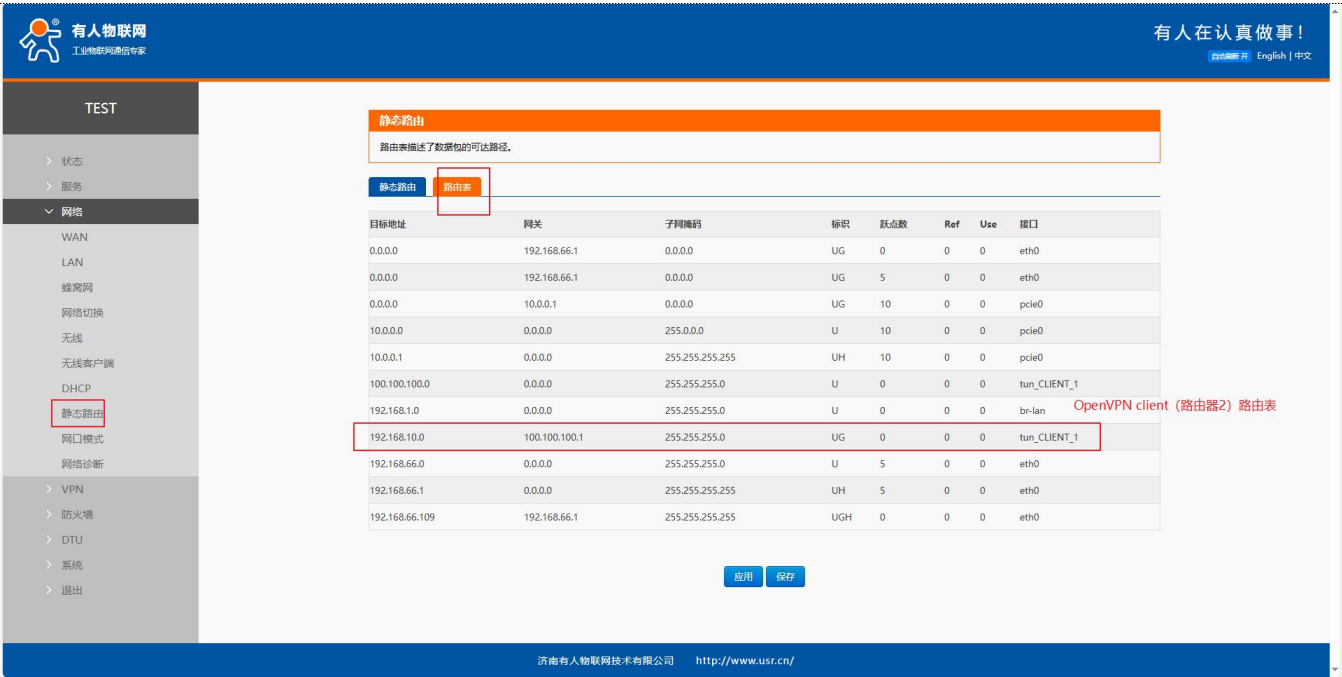 有人物联网
工业物联网通信专家
有人在认真做事！
自动刷新 开 English | 中文
TEST
状态
服务
网络
WAN
LAN
蜂窝网
网络切换
无线
无线客户端
DHCP
静态路由
网口模式
网络诊断
VPN
防火墙
DTU
系统
退出
静态路由
路由表描述了数据包的可达路径。
静态路由 路由表
目标地址 网关 子网掩码 标识 跃点数 Ref Use 接口
0.0.0.0 192.168.66.1 0.0.0.0 UG 0 0 0 eth0
0.0.0.0 192.168.66.1 0.0.0.0 UG 5 0 0 eth0
0.0.0.0 10.0.0.1 0.0.0.0 UG 10 0 0 pcie0
10.0.0.0 0.0.0.0 255.0.0.0 U 10 0 0 pcie0
10.0.0.1 0.0.0.0 255.255.255.255 UH 10 0 0 pcie0
100.100.100.0 0.0.0.0 255.255.255.0 U 0 0 0 tun_CLIENT_1
192.168.1.0 0.0.0.0 255.255.255.0 U 0 0 0 br-lan
OpenVPN client（路由器2）路由表
192.168.10.0 100.100.100.1 255.255.255.0 UG 0 0 0 tun_CLIENT_1
192.168.66.0 0.0.0.0 255.255.255.0 U 5 0 0 eth0
192.168.66.1 0.0.0.0 255.255.255.255 UH 5 0 0 eth0
192.168.66.109 192.168.66.1 255.255.255.255 UGH 0 0 0 eth0
应用 保存
济南有人物联网技术有限公司 http://www.usr.cn/